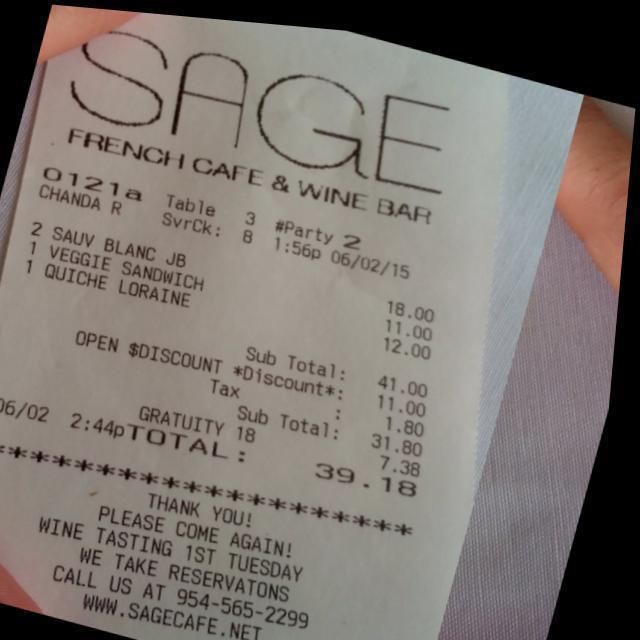 SAGE
FRENCH CAFE & WINE BAR
0121a Table 3 #Party 2
CHANDA R SvrCk: 8 1:56p 06/02/15
2 SAUV BLANC JB 18.00
1 VEGGIE SANDWICH 11.00
1 QUICHE LORAINE 12.00
Sub Total: 41.00
OPEN $DISCOUNT *Discount*: 11.00
Tax : 1.80
Sub Total: 31.80
GRATUITY 18 7.38
06/02 2:44pTOTAL: 39.18
THANK YOU!
PLEASE COME AGAIN!
WINE TASTING 1ST TUESDAY
WE TAKE RESERVATONS
CALL US AT 954-565-2299
WWW.SAGECAFE.NET